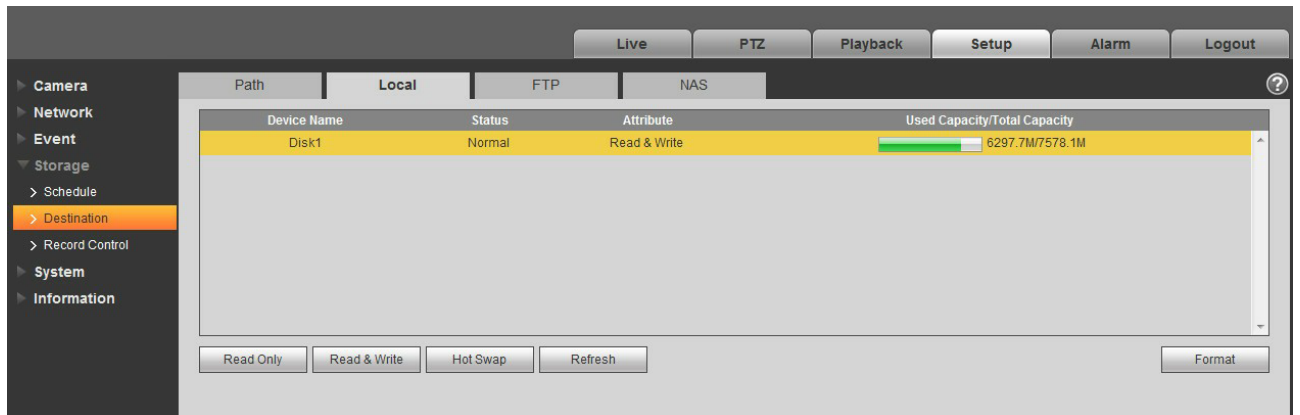 Live PTZ Playback Setup Alarm Logout
Camera
Network
Event
Storage
Schedule
Destination
Record Control
System
Information
Path Local FTP NAS ?
Device Name Status Attribute Used Capacity/Total Capacity
Disk1 Normal Read & Write 6297.7M/7578.1M
Read Only Read & Write Hot Swap Refresh Format